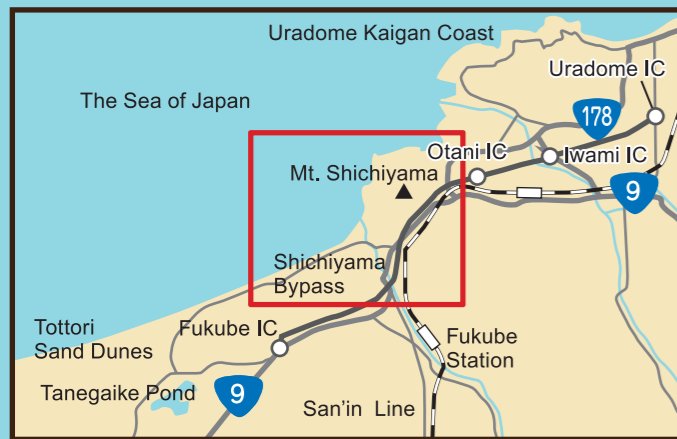 Uradome Kaigan Coast
Uradome IC
The Sea of Japan
178
Otani IC
Iwami IC
Mt. Shichiyama
9
Shichiyama
Bypass
Tottori
Sand Dunes
Fukube IC
Fukube
Station
Tanegaike Pond
9
San'in Line